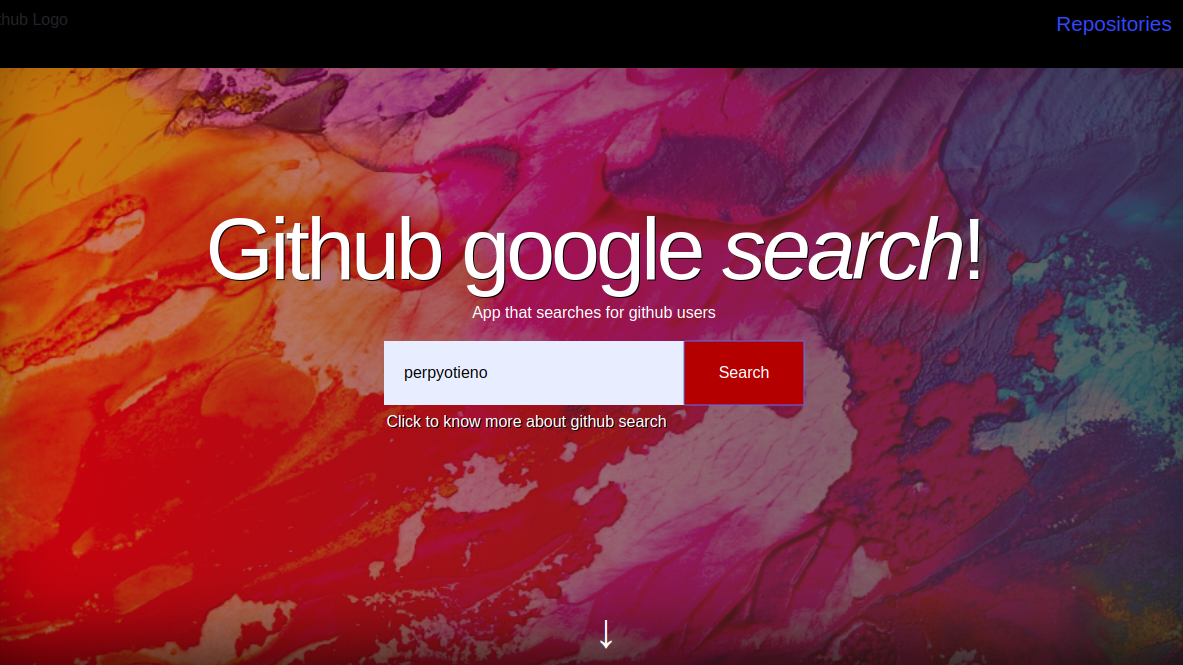 thub Logo
Repositories
Github google search!
App that searches for github users
perpyotieno
Search
Click to know more about github search
↓